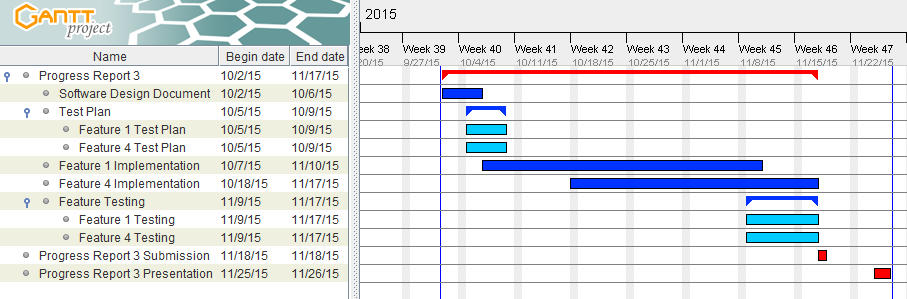 GANTT
project
2015
Name Begin date End date
eek 38 Week 39 Week 40 Week 41 Week 42 Week 43 Week 44 Week 45 Week 46 Week 47
20/15 9/27/15 10/4/15 10/11/15 10/18/15 10/25/15 11/1/15 11/8/15 11/15/15 11/22/15
Progress Report 3 10/2/15 11/17/15
Software Design Document 10/2/15 10/6/15
Test Plan 10/5/15 10/9/15
Feature 1 Test Plan 10/5/15 10/9/15
Feature 4 Test Plan 10/5/15 10/9/15
Feature 1 Implementation 10/7/15 11/10/15
Feature 4 Implementation 10/18/15 11/17/15
Feature Testing 11/9/15 11/17/15
Feature 1 Testing 11/9/15 11/17/15
Feature 4 Testing 11/9/15 11/17/15
Progress Report 3 Submission 11/18/15 11/18/15
Progress Report 3 Presentation 11/25/15 11/26/15